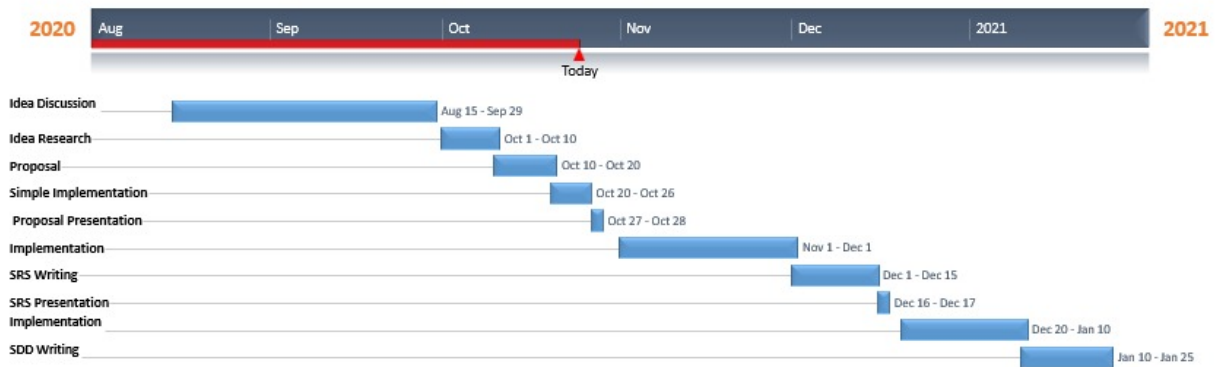 2020 Aug Sep Oct Nov Dec 2021 2021
Today
Idea Discussion Aug 15 - Sep 29
Idea Research Oct 1 - Oct 10
Proposal Oct 10 - Oct 20
Simple Implementation Oct 20 - Oct 26
Proposal Presentation Oct 27 - Oct 28
Implementation Nov 1 - Dec 1
SRS Writing Dec 1 - Dec 15
SRS Presentation Dec 16 - Dec 17
Implementation Dec 20 - Jan 10
SDD Writing Jan 10 - Jan 25